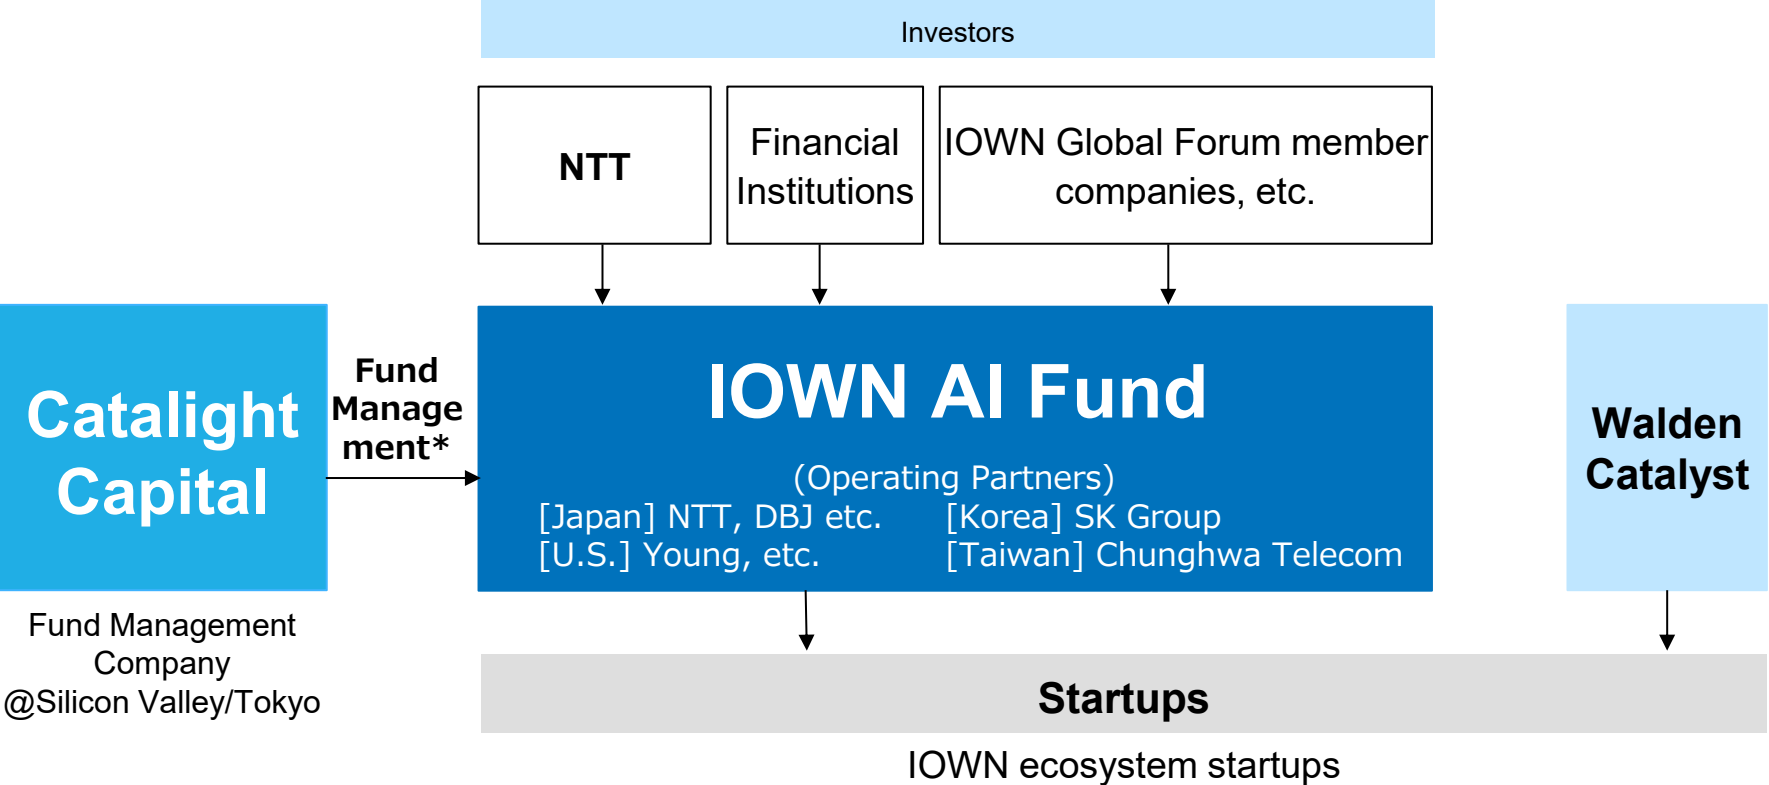 Investors
NTT
Financial
Institutions
IOWN Global Forum member
companies, etc.
Catalight
Capital
Fund
Manage
ment*
IOWN AI Fund
(Operating Partners)
[Japan] NTT, DBJ etc.
[Korea] SK Group
[U.S.] Young, etc.
[Taiwan] Chunghwa Telecom
Walden
Catalyst
Fund Management
Company
@Silicon Valley/Tokyo
Startups
IOWN ecosystem startups